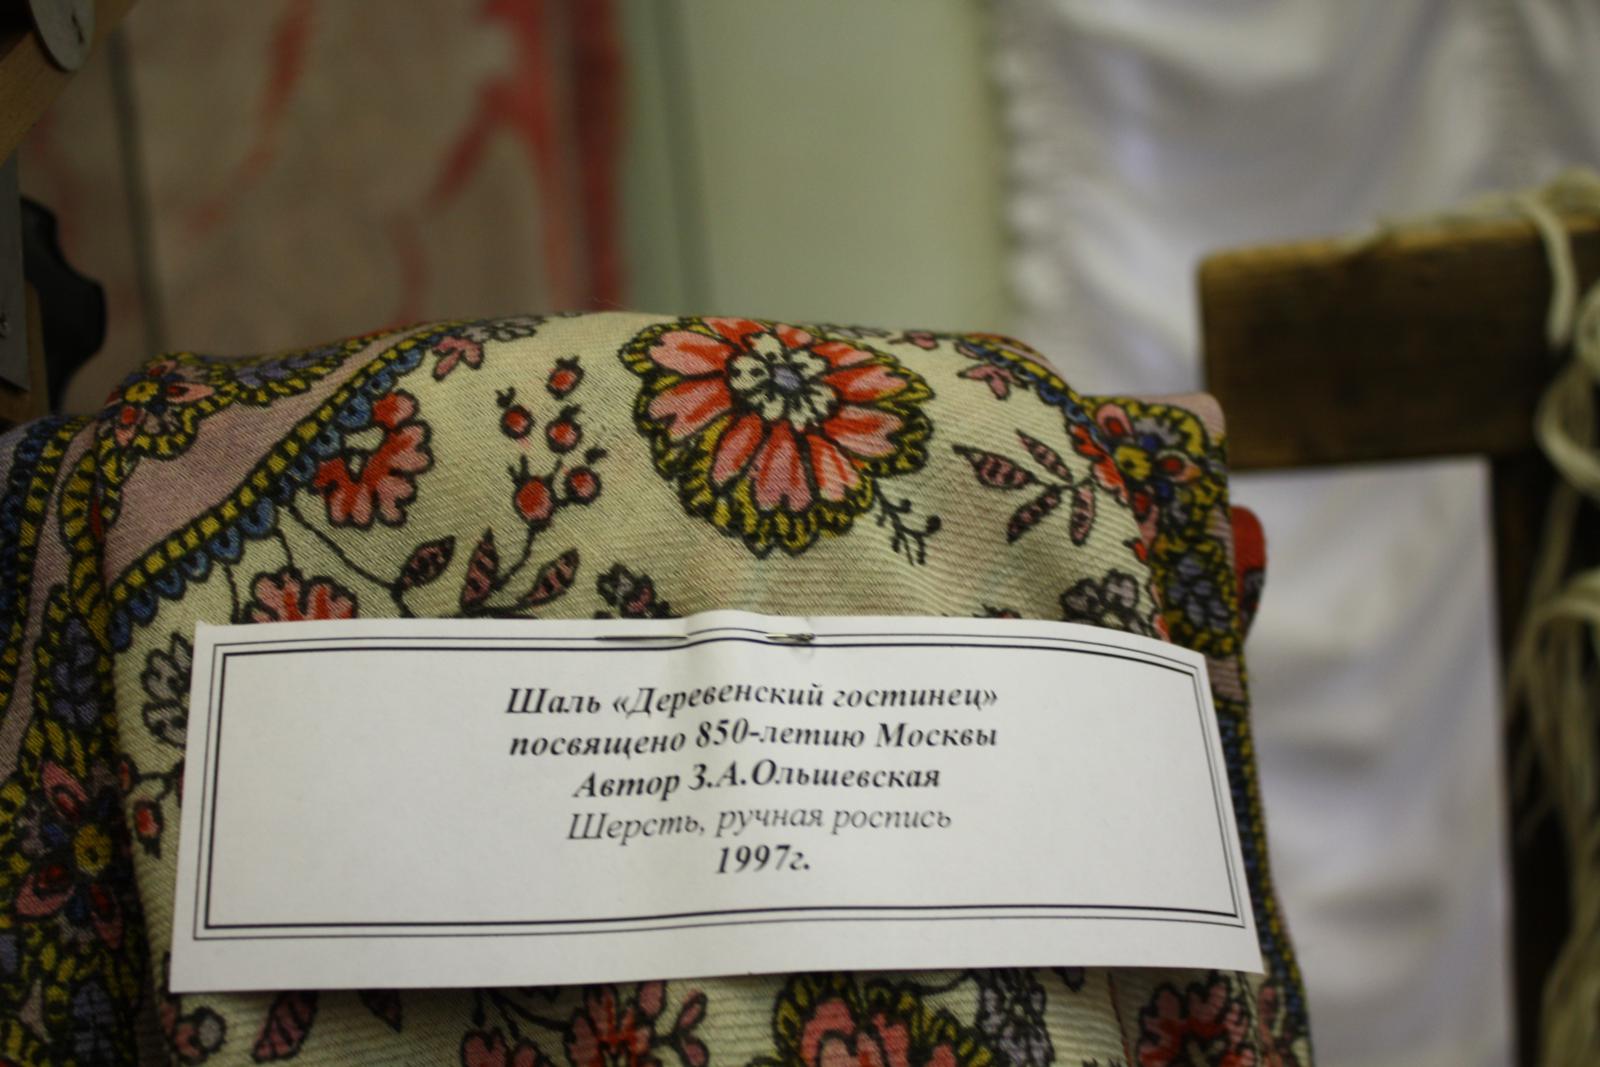 Шаль «Деревенский гостинец»
посвящено 850-летию Москвы
Автор З.А.Ольшевская
Шерсть, ручная роспись
1997г.